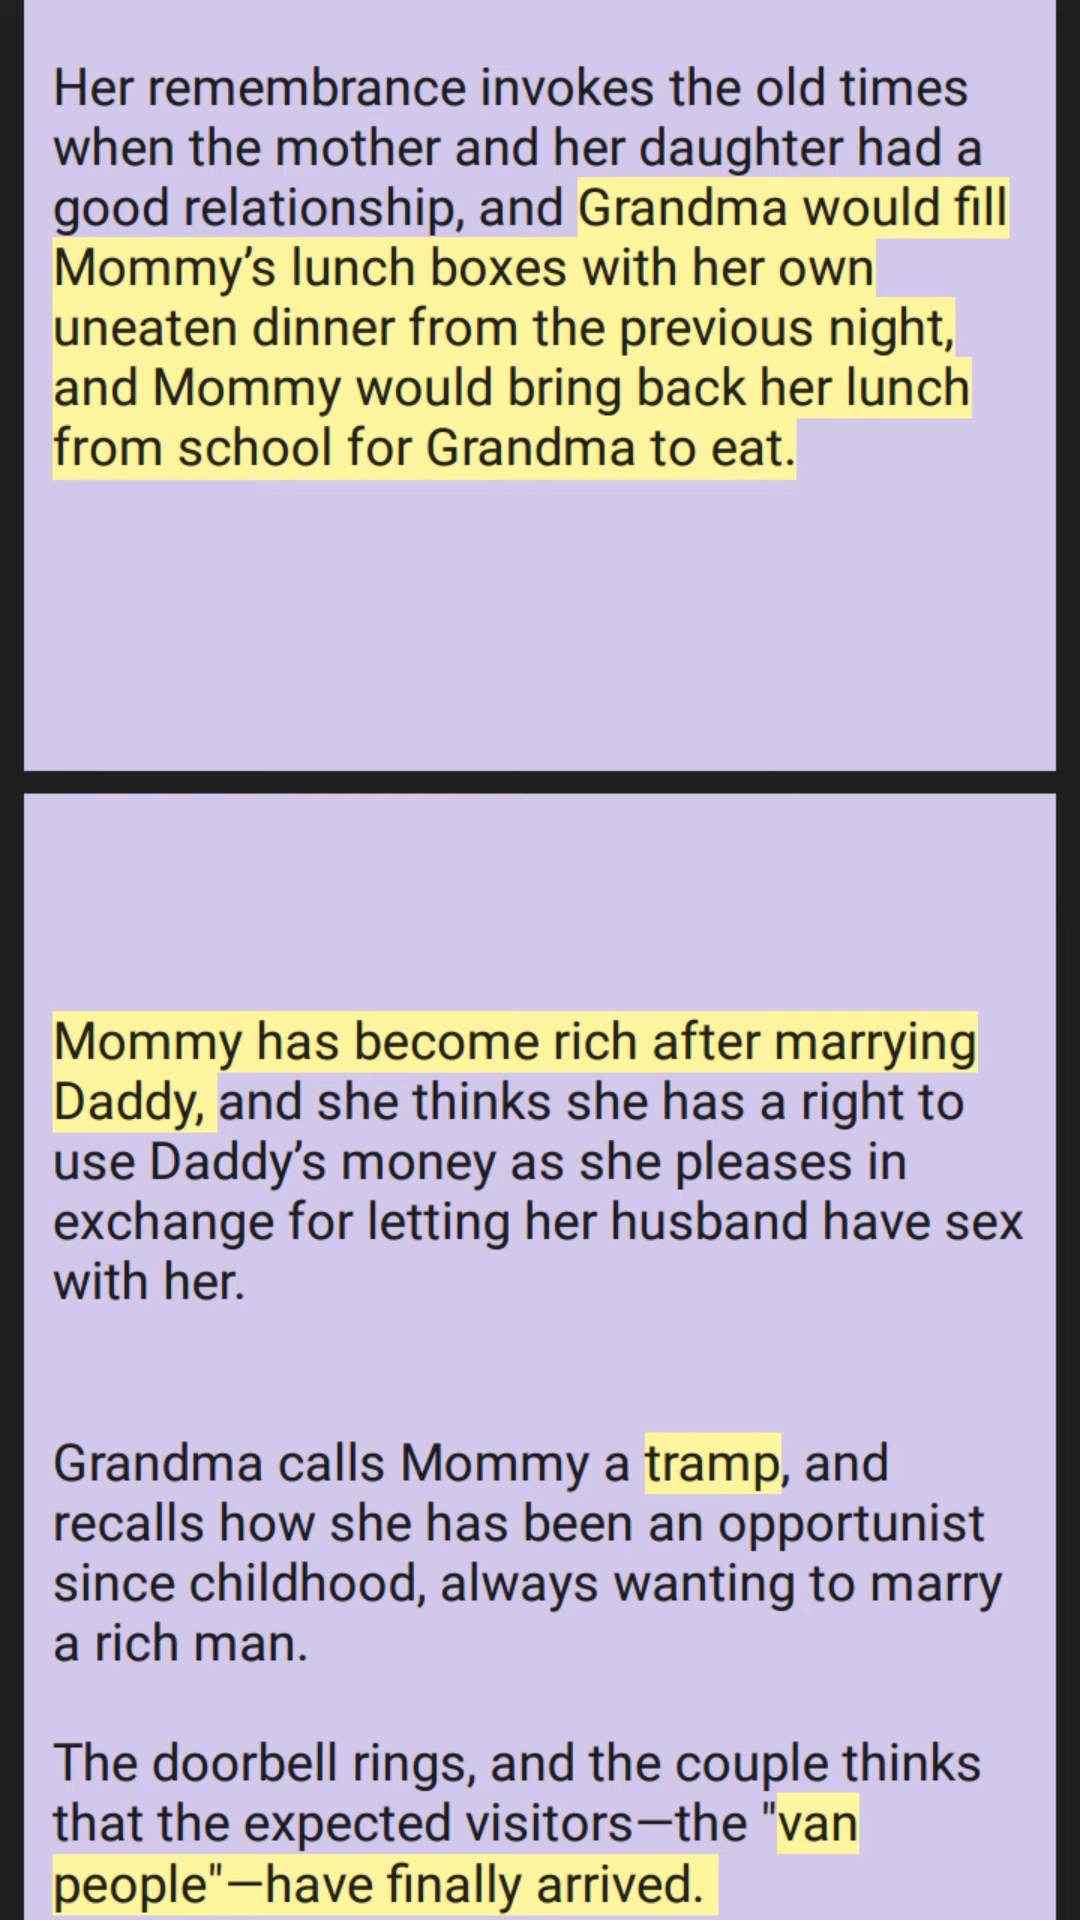 Her remembrance invokes the old times
when the mother and her daughter had a
good relationship, and Grandma would fill
Mommy’s lunch boxes with her own
uneaten dinner from the previous night,
and Mommy would bring back her lunch
from school for Grandma to eat.
Mommy has become rich after marrying
Daddy, and she thinks she has a right to
use Daddy’s money as she pleases in
exchange for letting her husband have sex
with her.
Grandma calls Mommy a tramp, and
recalls how she has been an opportunist
since childhood, always wanting to marry
a rich man.
The doorbell rings, and the couple thinks
that the expected visitors—the "van
people"—have finally arrived.